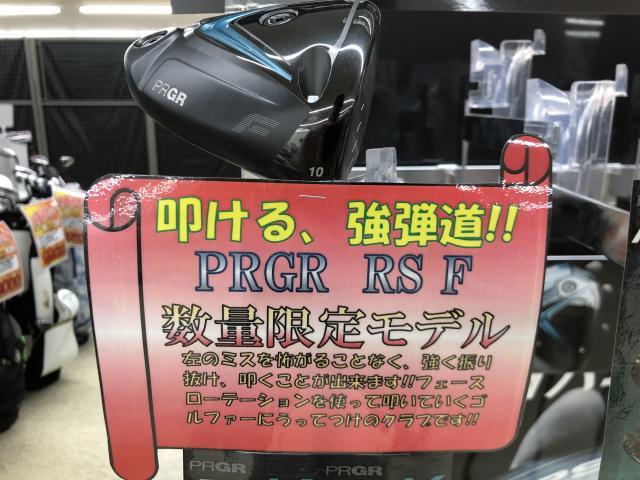 PRGR
F
10
叩ける、強弾道!!
PRGR RS F
数量限定モデル
左のミスを怖がることなく、強く振り
抜け、叩くことが出来ます!!フェース
ローテーションを使って叩いていくゴ
ルファーにうってつけのクラブです!!
PRGR PRGR